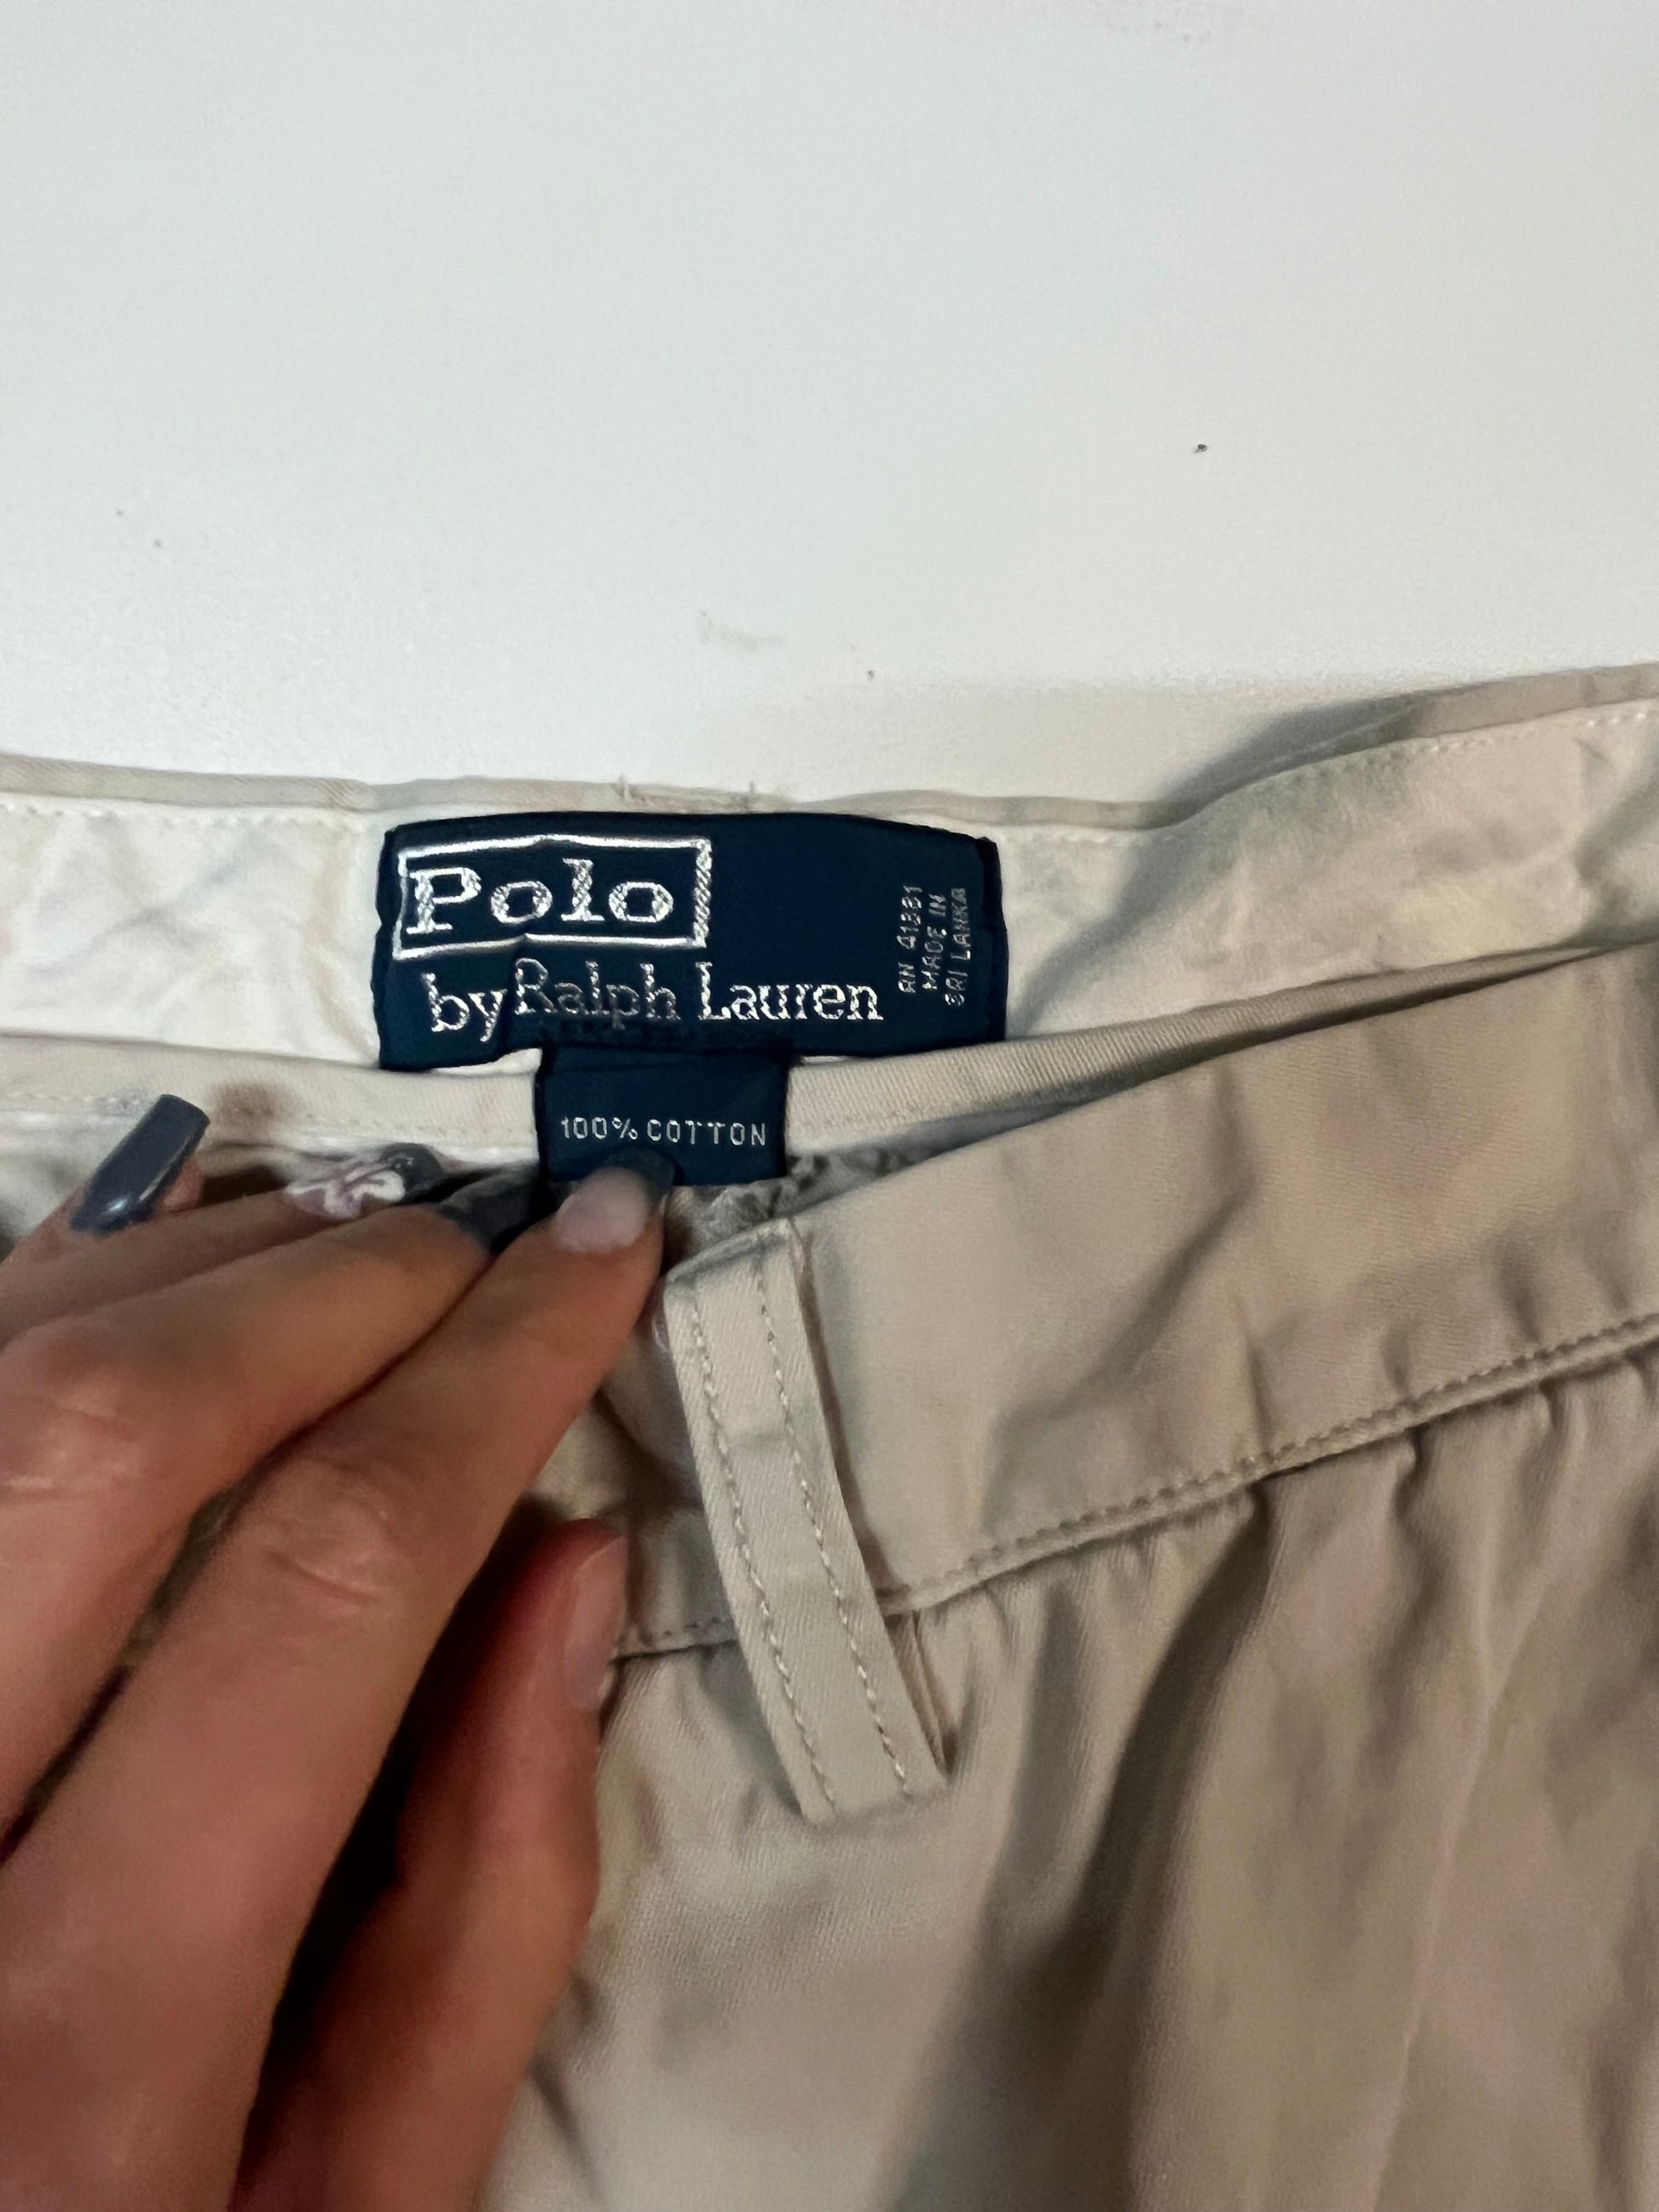 Polo
by Ralph Lauren
RN 41381
MADE IN
SRI LANKA
100% COTTON